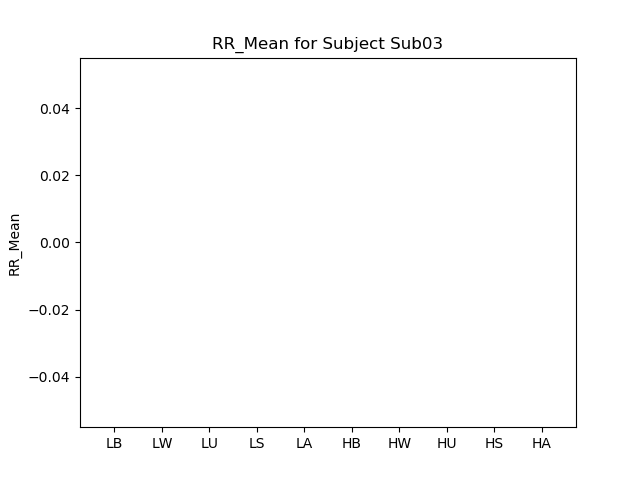 RR_Mean for Subject Sub03
0.04
0.02
0.00
−0.02
−0.04
RR_Mean
LB LW LU LS LA HB HW HU HS HA